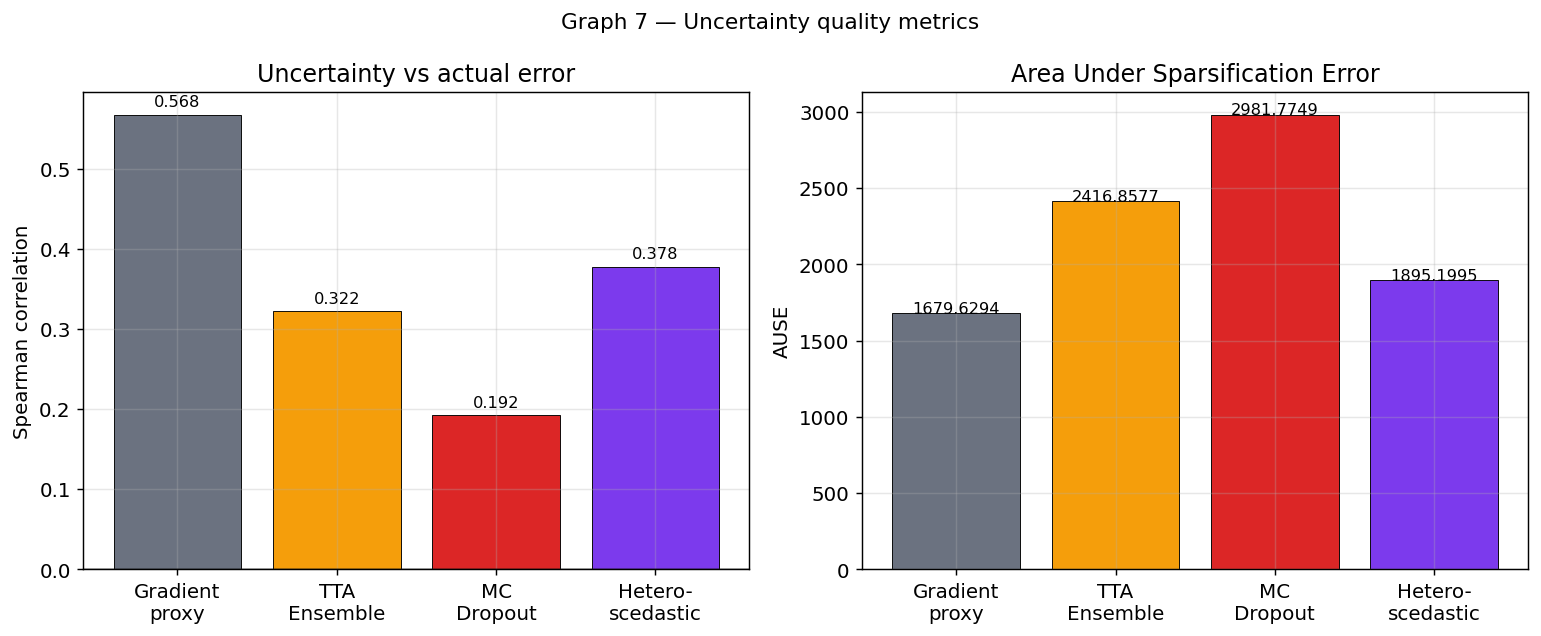 Graph 7 — Uncertainty quality metrics
Uncertainty vs actual error
Spearman correlation
0.5
0.4
0.3
0.2
0.1
0.0
0.568
0.322
0.192
0.378
Gradient
proxy
TTA
Ensemble
MC
Dropout
Hetero-
scedastic
Area Under Sparsification Error
AUSE
3000
2500
2000
1500
1000
500
0
1679.6294
2416.8577
2981.7749
1895.1995
Gradient
proxy
TTA
Ensemble
MC
Dropout
Hetero-
scedastic